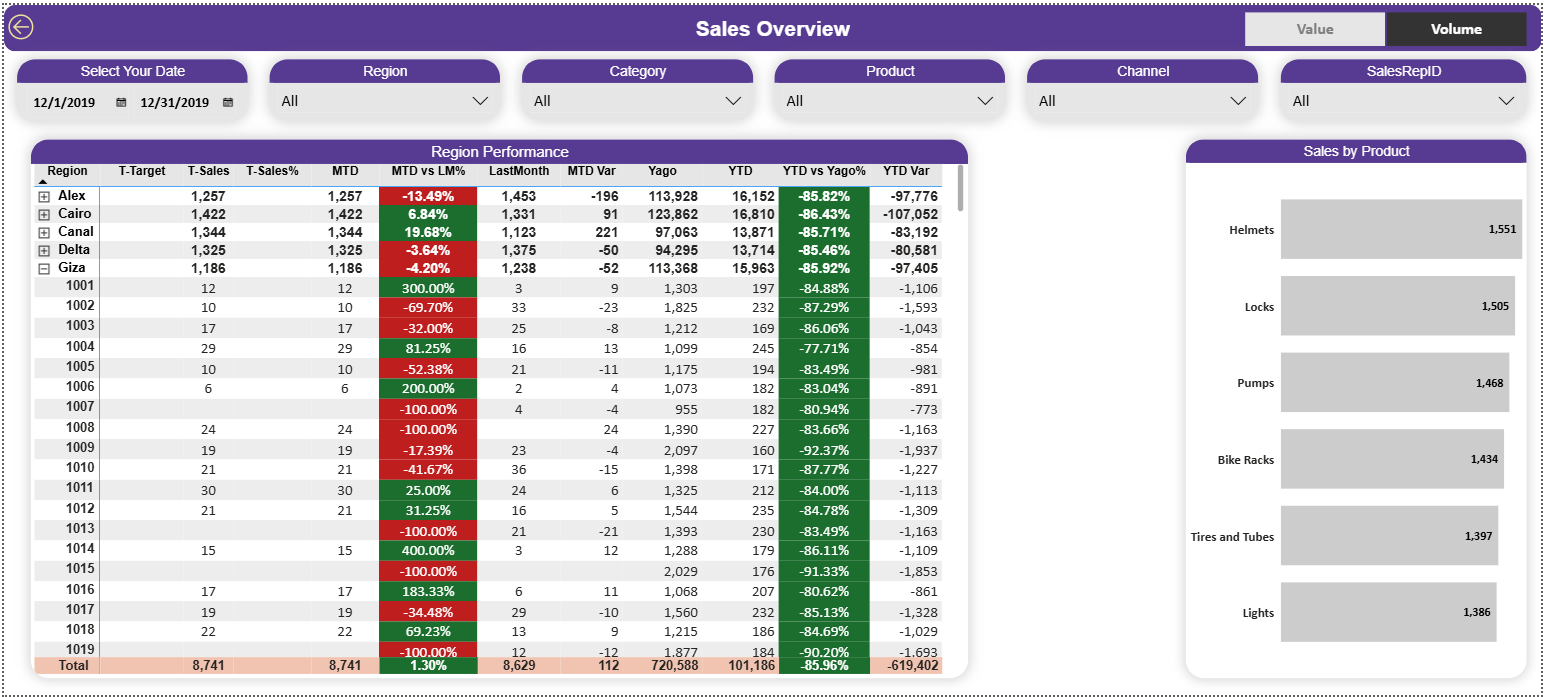 Sales Overview
Value
Volume
Select Your Date
Region
Category
Product
Channel
SalesRepID
12/1/2019 12/31/2019
All
All
All
All
All
Region Performance
Region T-Target T-Sales T-Sales% MTD MTD vs LM% LastMonth MTD Var Yago YTD YTD vs Yago% YTD Var
Alex 1,257 1,257 -13.49% 1,453 -196 113,928 16,152 -85.82% -97,776
Cairo 1,422 1,422 6.84% 1,331 91 123,862 16,810 -86.43% -107,052
Canal 1,344 1,344 19.68% 1,123 221 97,063 13,871 -85.71% -83,192
Delta 1,325 1,325 -3.64% 1,375 -50 94,295 13,714 -85.46% -80,581
Giza 1,186 1,186 -4.20% 1,238 -52 113,368 15,963 -85.92% -97,405
1001 12 12 300.00% 3 9 1,303 197 -84.88% -1,106
1002 10 10 -69.70% 33 -23 1,825 232 -87.29% -1,593
1003 17 17 -32.00% 25 -8 1,212 169 -86.06% -1,043
1004 29 29 81.25% 16 13 1,099 245 -77.71% -854
1005 10 10 -52.38% 21 -11 1,175 194 -83.49% -981
1006 6 6 200.00% 2 4 1,073 182 -83.04% -891
1007 -100.00% 4 -4 955 182 -80.94% -773
1008 24 24 -100.00% 24 1,390 227 -83.66% -1,163
1009 19 19 -17.39% 23 -4 2,097 160 -92.37% -1,937
1010 21 21 -41.67% 36 -15 1,398 171 -87.77% -1,227
1011 30 30 25.00% 24 6 1,325 212 -84.00% -1,113
1012 21 21 31.25% 16 5 1,544 235 -84.78% -1,309
1013 -100.00% 21 -21 1,393 230 -83.49% -1,163
1014 15 15 400.00% 3 12 1,288 179 -86.11% -1,109
1015 -100.00% 2,029 176 -91.33% -1,853
1016 17 17 183.33% 6 11 1,068 207 -80.62% -861
1017 19 19 -34.48% 29 -10 1,560 232 -85.13% -1,328
1018 22 22 69.23% 13 9 1,215 186 -84.69% -1,029
1019 -100.00% 12 -12 1,877 184 -90.20% -1,693
Total 8,741 8,741 1.30% 8,629 112 720,588 101,186 -85.96% -619,402
Sales by Product
Helmets 1,551
Locks 1,505
Pumps 1,468
Bike Racks 1,434
Tires and Tubes 1,397
Lights 1,386